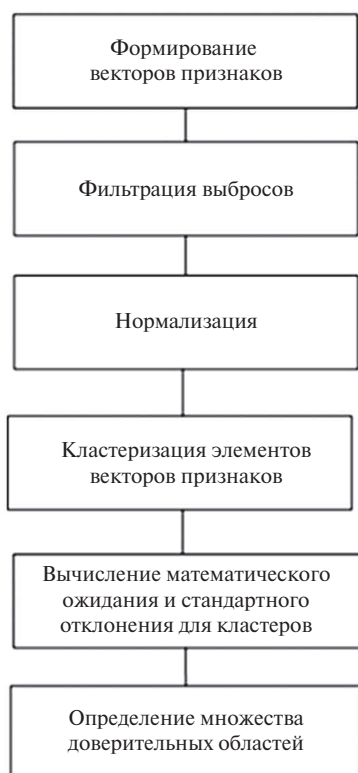 Формирование
векторов признаков
Фильтрация выбросов
Нормализация
Кластеризация элементов
векторов признаков
Вычисление математического
ожидания и стандартного
отклонения для кластеров
Определение множества
доверительных областей